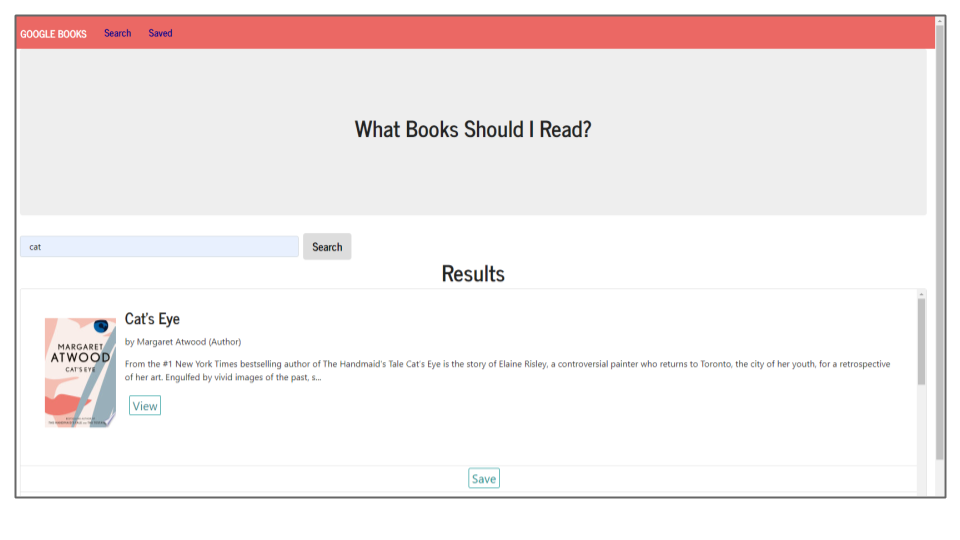 GOOGLE BOOKS Search Saved
What Books Should I Read?
cat Search
Results
Cat's Eye
by Margaret Atwood (Author)
From the #1 New York Times bestselling author of The Handmaid's Tale Cat's Eye is the story of Elaine Risley, a controversial painter who returns to Toronto, the city of her youth, for a retrospective
of her art. Engulfed by vivid images of the past, s...
MARGARET
ATWOOD
CAT'S EYE
View
Save